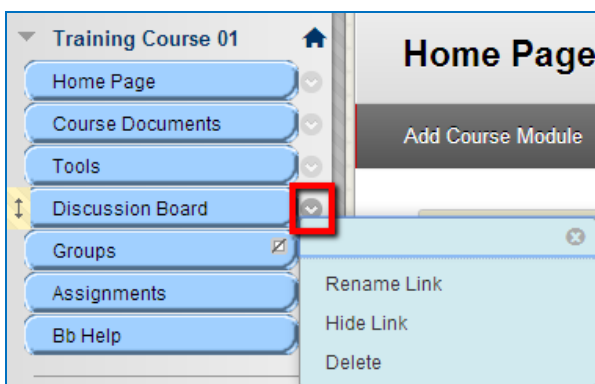 Training Course 01
Home Page
Course Documents
Tools
Discussion Board
Groups
Assignments
Bb Help
Home Page
Add Course Module
Rename Link
Hide Link
Delete